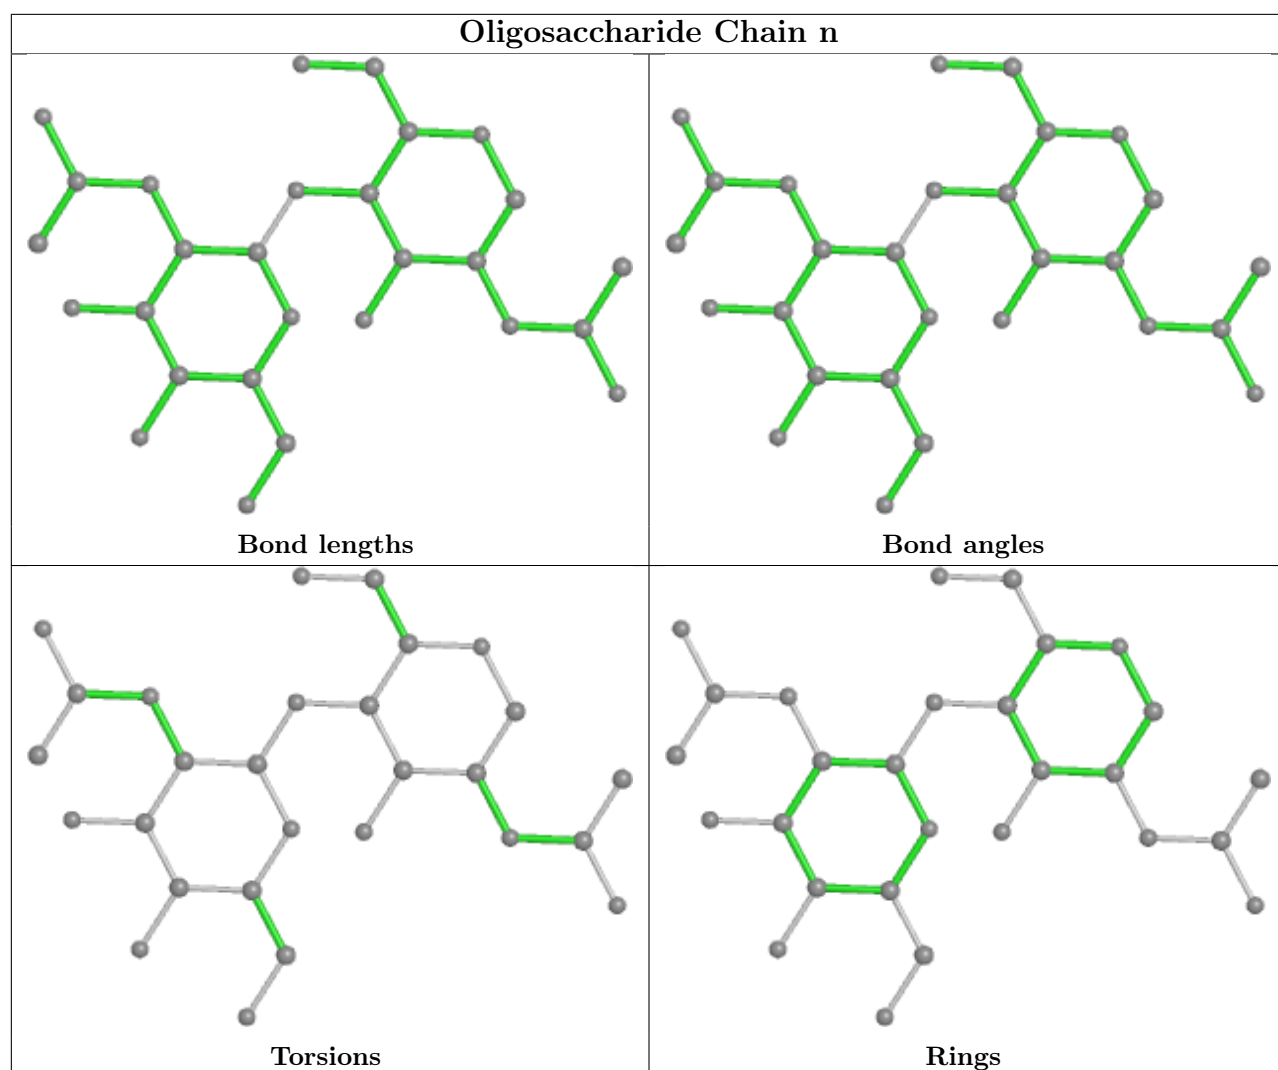 Oligosaccharide Chain n
Bond lengths
Bond angles
Torsions
Rings